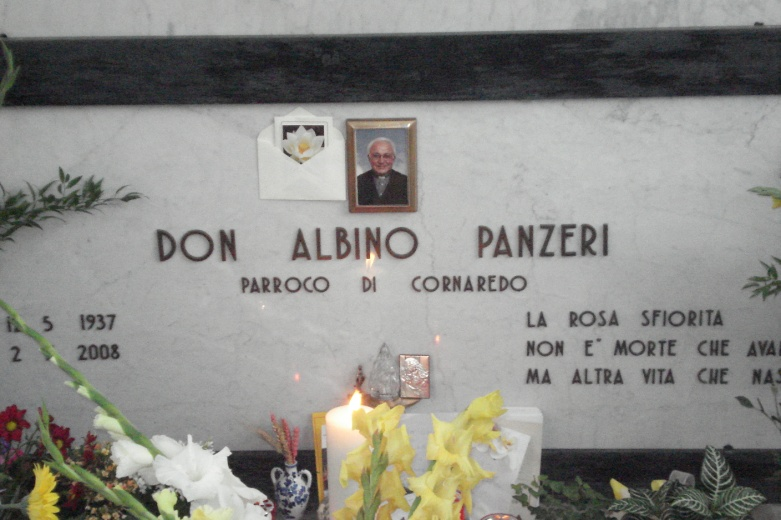 DON ALBINO PANZERI
PARROCO DI CORNAREDO
12 5 1937
2 2008
LA ROSA SFIORITA
NON E' MORTE CHE
MA ALTRA VITA CHE